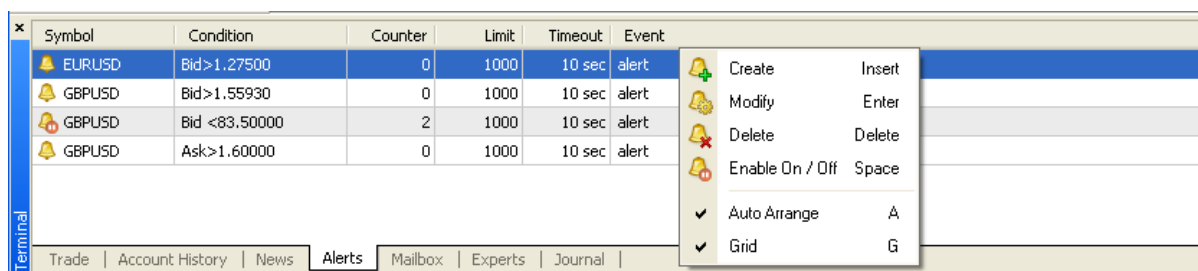 Symbol Condition Counter Limit Timeout Event
EURUSD Bid>1.27500 0 1000 10 sec alert
GBPUSD Bid>1.55930 0 1000 10 sec alert
GBPUSD Bid <83.50000 2 1000 10 sec alert
GBPUSD Ask>1.60000 0 1000 10 sec alert
Create Insert
Modify Enter
Delete Delete
Enable On / Off Space
Auto Arrange A
Grid G
Terminal
Trade | Account History | News | Alerts | Mailbox | Experts | Journal |